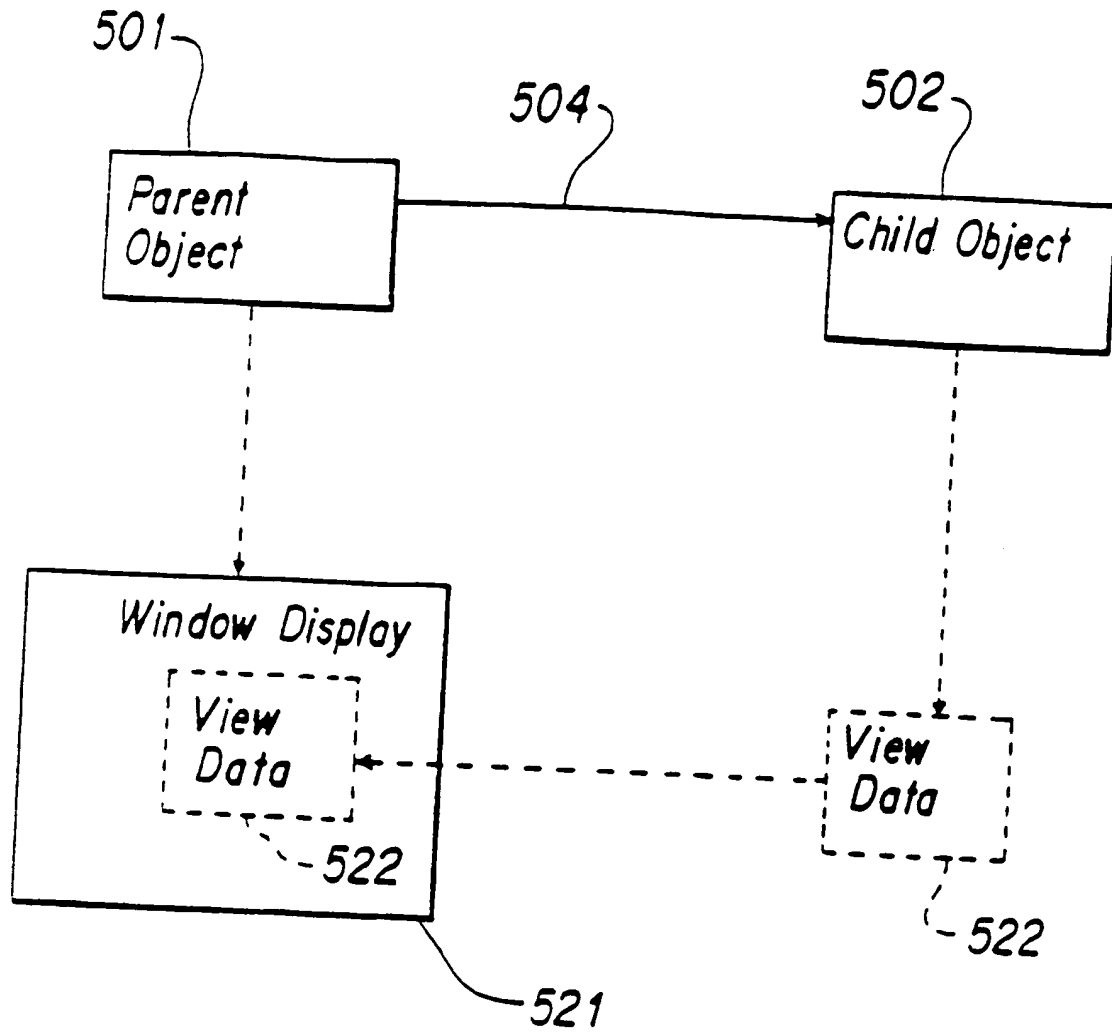 501
504
502
Parent
Object
Child Object
Window Display
View
Data
522
View
Data
522
521